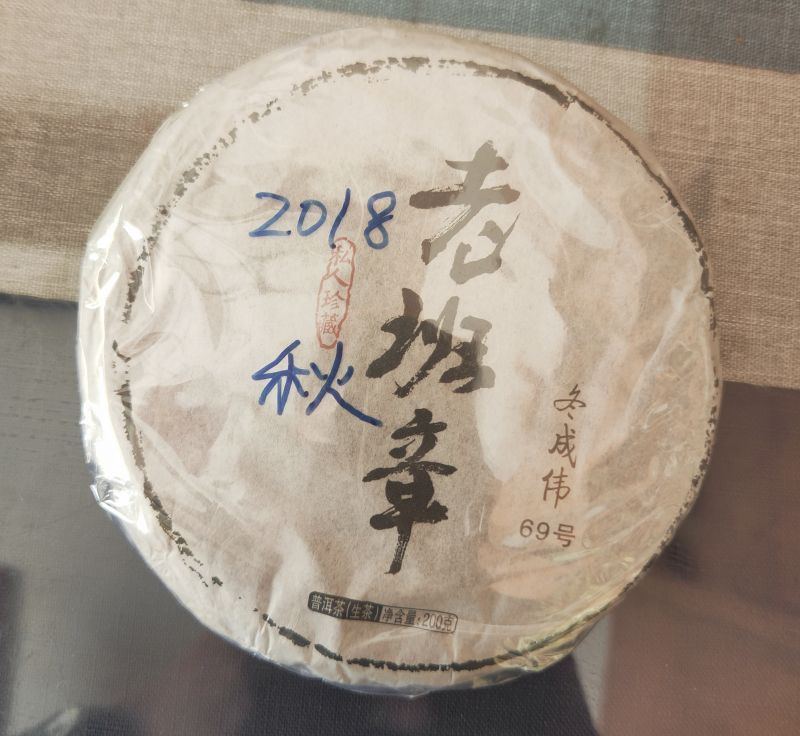 老班章
2018
秋
私人珍藏
冬成伟
69号
普洱茶(生茶) 净含量:200克